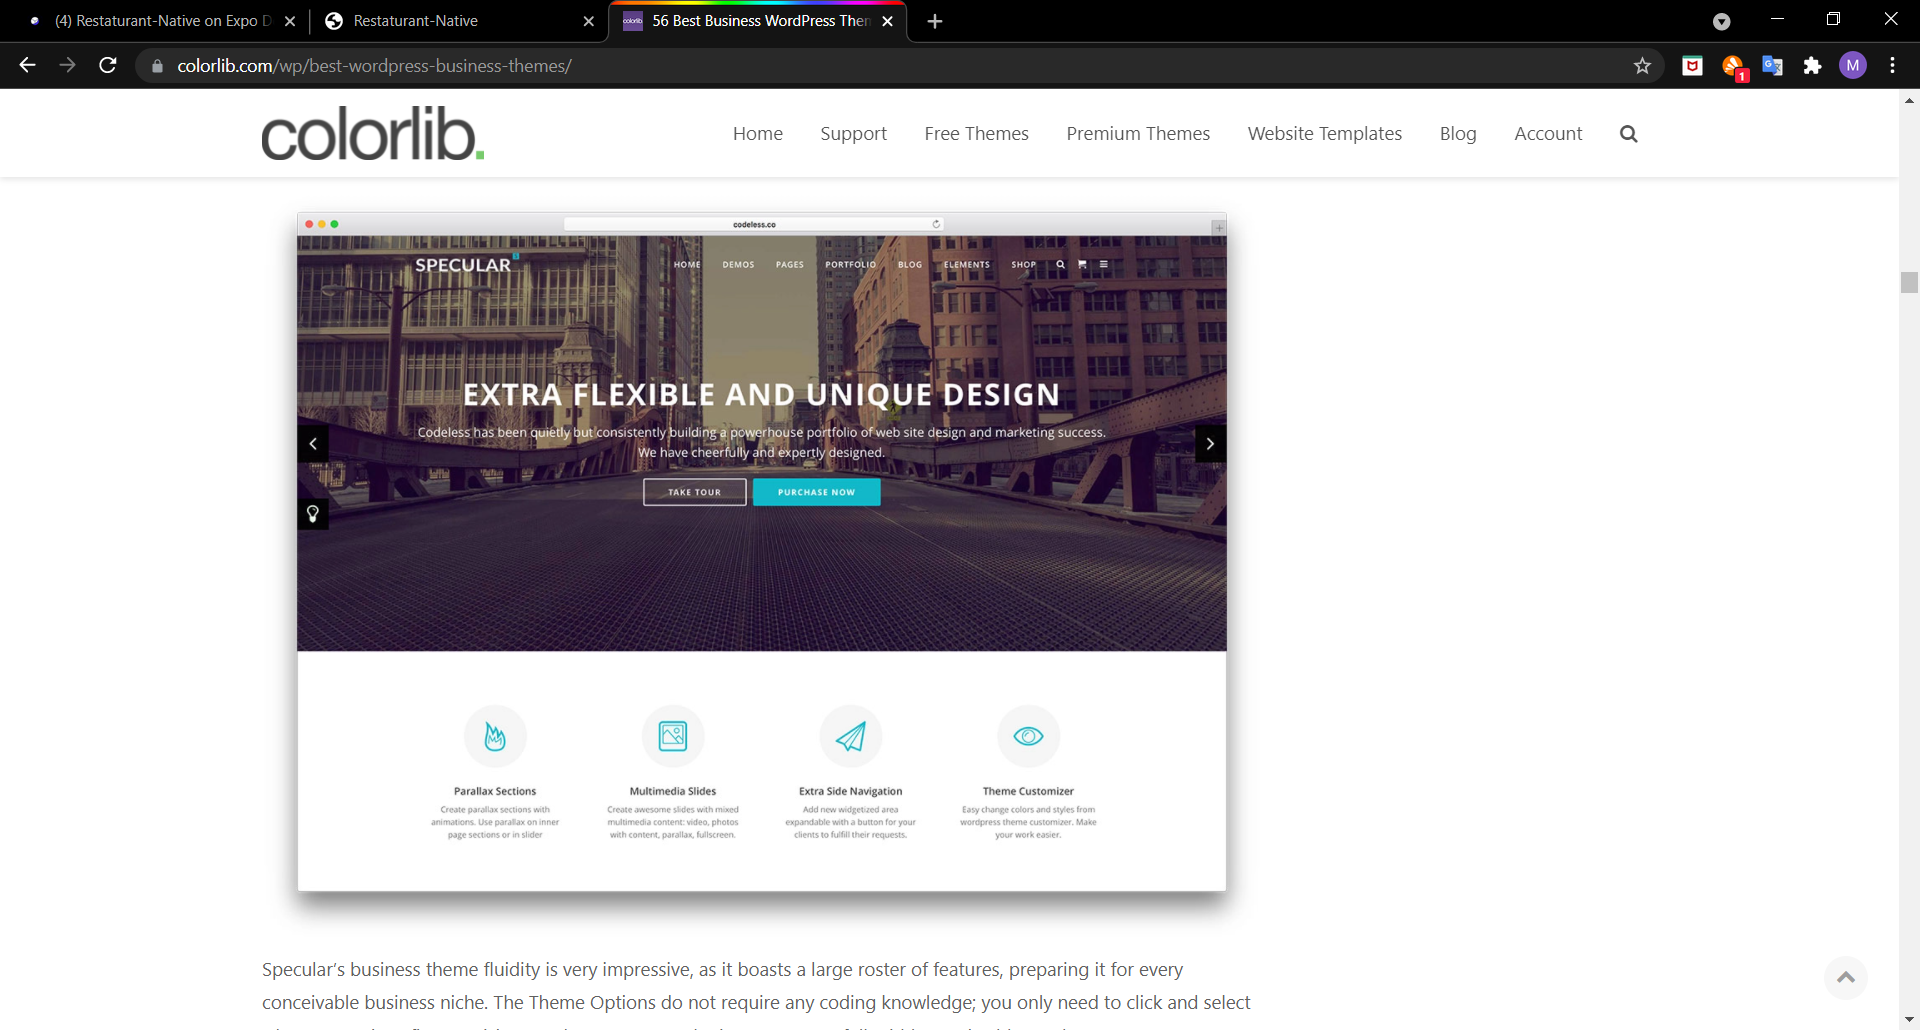 (4) Restaturant-Native on Expo D
Restaturant-Native
colorlib
56 Best Business WordPress Them
colorlib.com/wp/best-wordpress-business-themes/
1
M
colorlib.
Home
Support
Free Themes
Premium Themes
Website Templates
Blog
Account
codeless.co
SPECULAR
HOME
DEMOS
PAGES
PORTFOLIO
BLOG
ELEMENTS
SHOP
EXTRA FLEXIBLE AND UNIQUE DESIGN
Codeless has been quietly but consistently building a powerhouse portfolio of web site design and marketing success.
We have cheerfully and expertly designed.
TAKE TOUR
PURCHASE NOW
Parallax Sections
Create parallax sections with
animations. Use parallax on inner
page sections or in slider
Multimedia Slides
Create awesome slides with mixed
multimedia content: video, photos
with content, parallax, fullscreen.
Extra Side Navigation
Add new widgetized area
expandable with a button for your
clients to fulfill their requests.
Theme Customizer
Easy change colors and styles from
wordpress theme customizer. Make
your work easier.
Specular’s business theme fluidity is very impressive, as it boasts a large roster of features, preparing it for every
conceivable business niche. The Theme Options do not require any coding knowledge; you only need to click and select